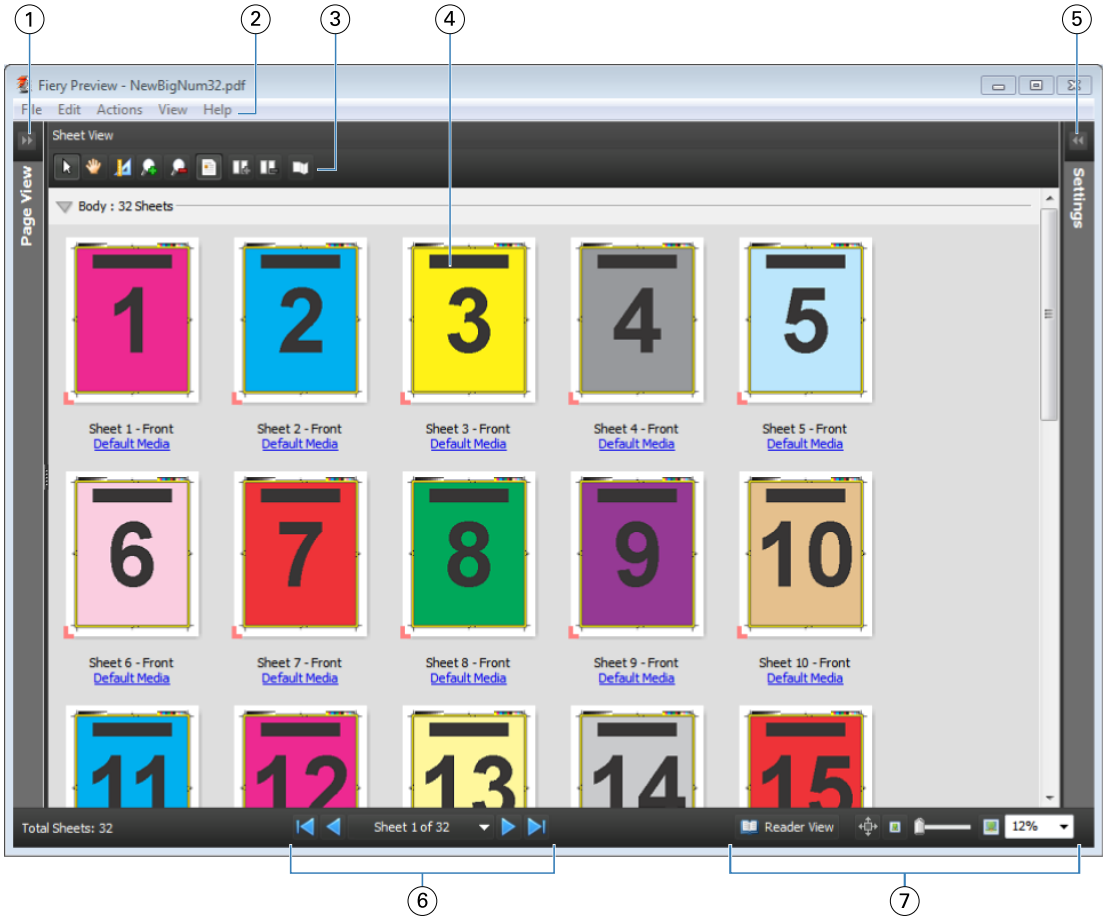 1 2 3 4 5
Fiery Preview - NewBigNum32.pdf
File Edit Actions View Help
Sheet View
Page View
Settings
Body : 32 Sheets
1 2 3 4 5
Sheet 1 - Front Sheet 2 - Front Sheet 3 - Front Sheet 4 - Front Sheet 5 - Front
Default Media Default Media Default Media Default Media Default Media
6 7 8 9 10
Sheet 6 - Front Sheet 7 - Front Sheet 8 - Front Sheet 9 - Front Sheet 10 - Front
Default Media Default Media Default Media Default Media Default Media
11 12 13 14 15
Total Sheets: 32 Sheet 1 of 32 Reader View 12%
6 7